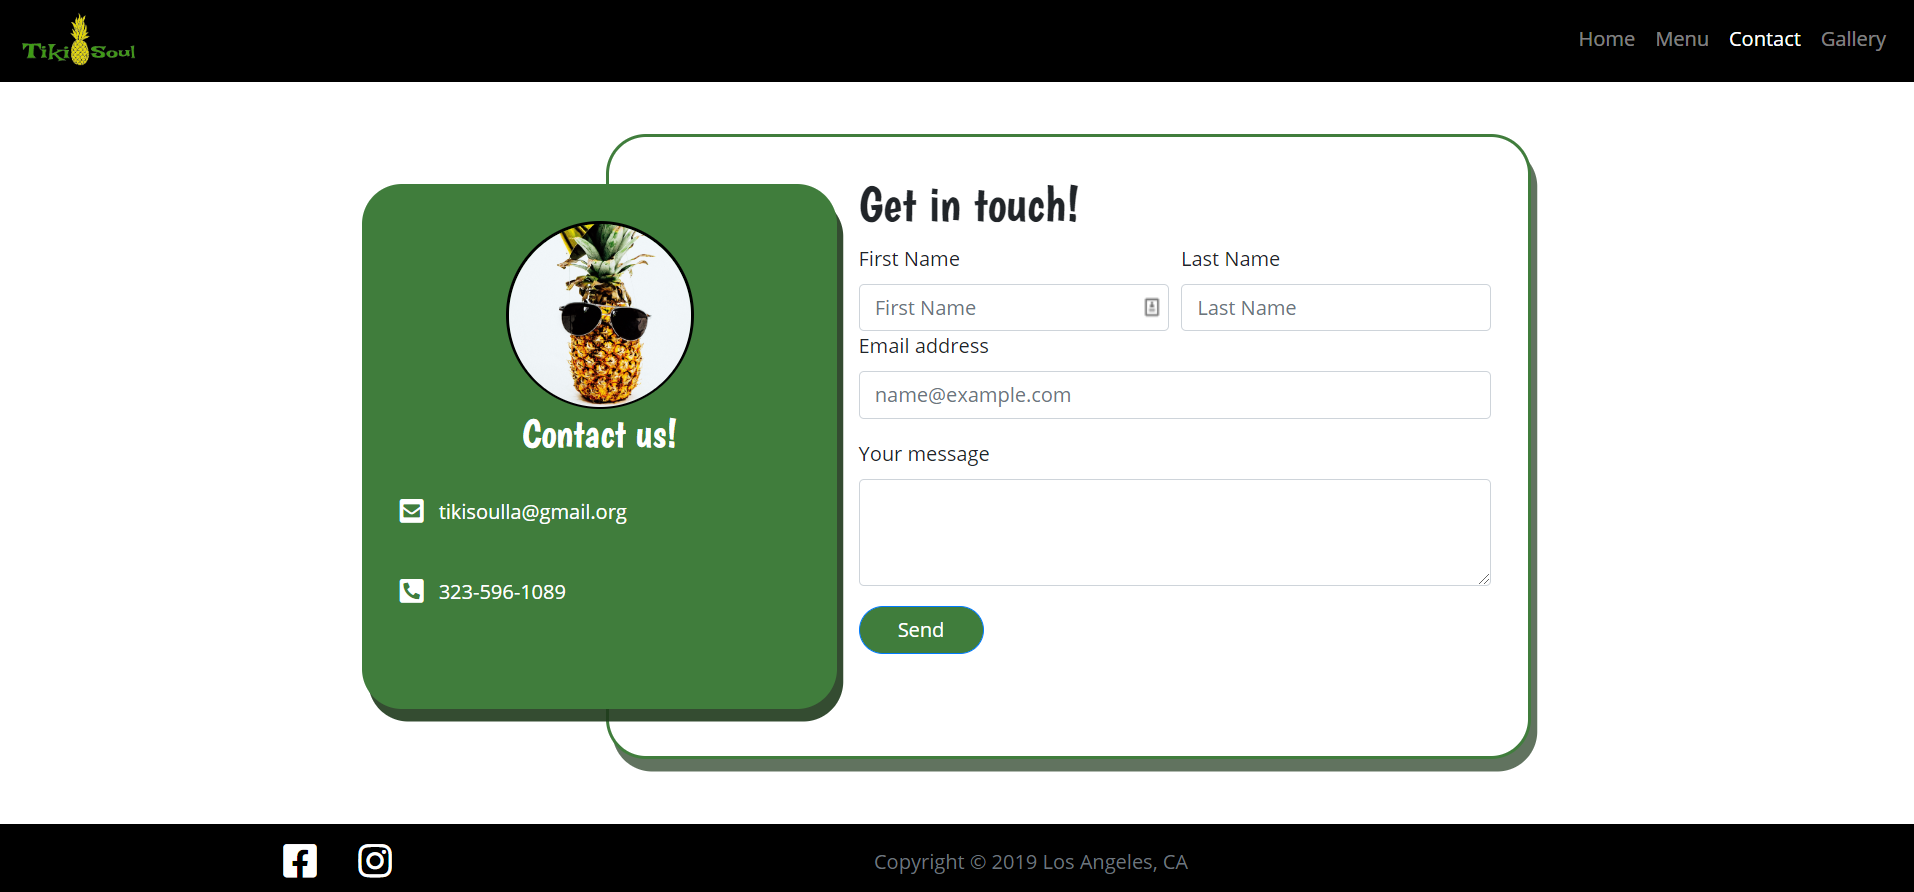 Tiki Soul
Home Menu Contact Gallery
Contact us!
tikisoulla@gmail.org
323-596-1089
Get in touch!
First Name Last Name
First Name Last Name
Email address
name@example.com
Your message
Send
Copyright © 2019 Los Angeles, CA